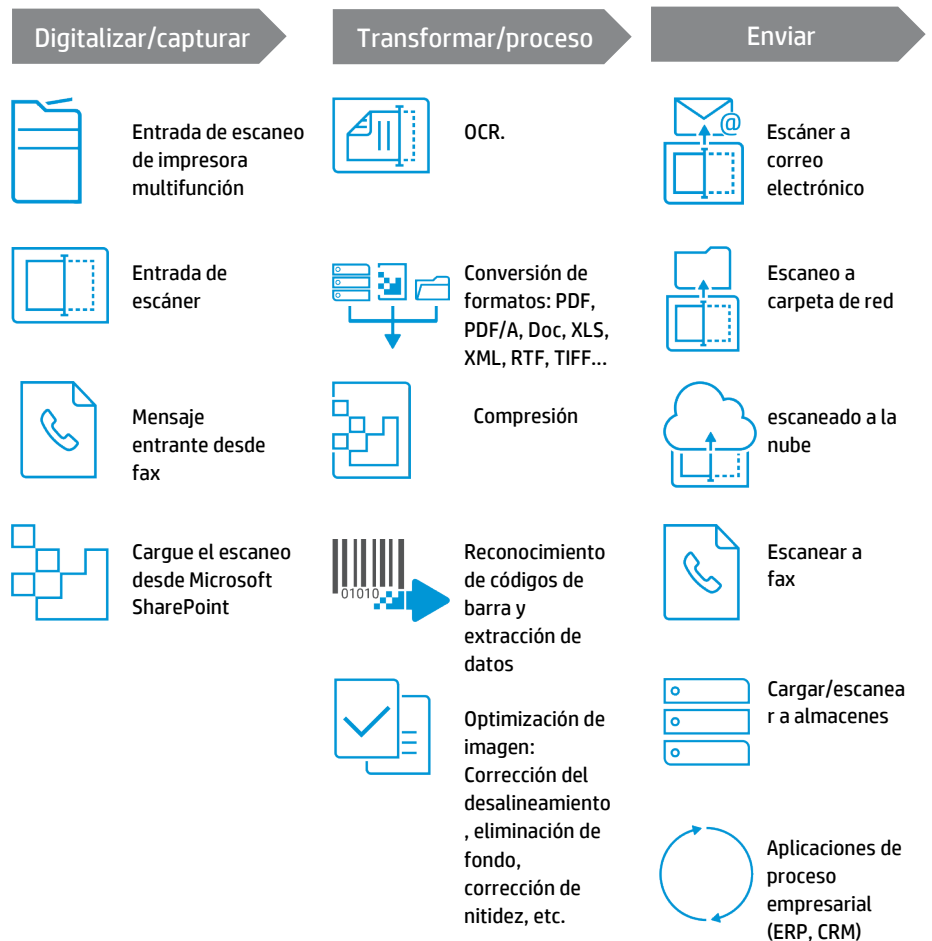 Digitalizar/capturar
Entrada de escaneo
de impresora
multifunción
Entrada de
escáner
Mensaje
entrante desde
fax
Cargue el escaneo
desde Microsoft
SharePoint
Transformar/proceso
OCR.
Conversión de
formatos: PDF,
PDF/A, Doc, XLS,
XML, RTF, TIFF...
Compresión
01010
Reconocimiento
de códigos de
barra y
extracción de
datos
Optimización de
imagen:
Corrección del
desalineamiento
, eliminación de
fondo,
corrección de
nitidez, etc.
Enviar
@
Escáner a
correo
electrónico
Escaneo a
carpeta de red
escaneado a la
nube
Escanear a
fax
Cargar/escanea
r a almacenes
Aplicaciones de
proceso
empresarial
(ERP, CRM)